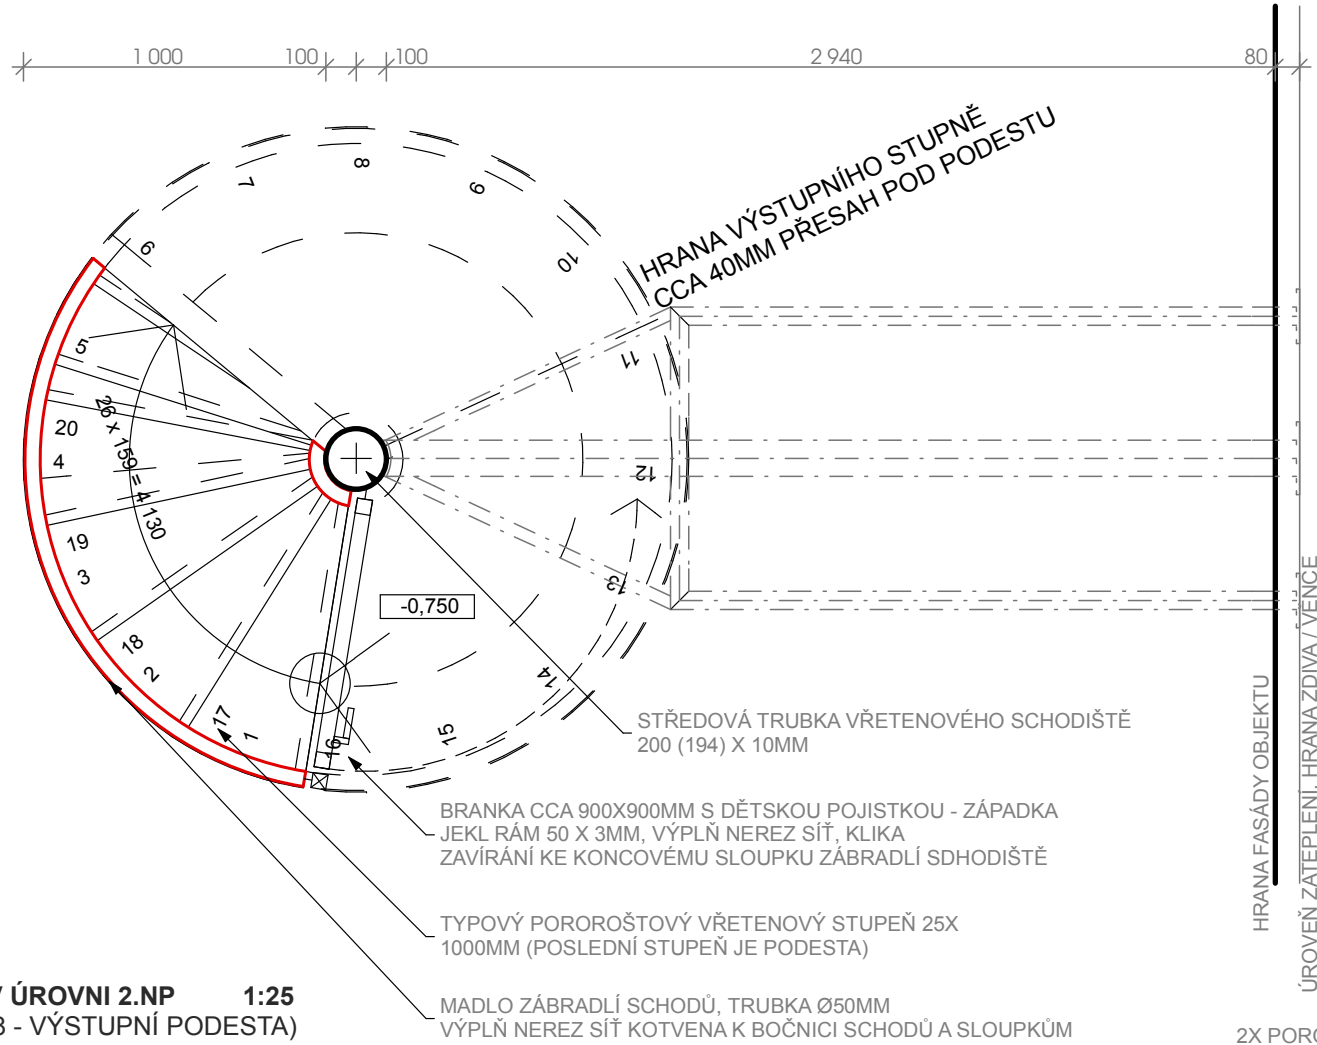 1 000
100
100
2 940
80
HRANA VÝSTUPNÍHO STUPNĚ
CCA 40MM PŘESAH POD PODESTU
8
7
9
6
10
5
11
20
4
12
26 x 159 = 4 130
19
3
13
-0,750
18
2
14
17
1
16
15
STŘEDOVÁ TRUBKA VŘETENOVÉHO SCHODIŠTĚ
200 (194) X 10MM
BRANKA CCA 900X900MM S DĚTSKOU POJISTKOU - ZÁPADKA
JEKL RÁM 50 X 3MM, VÝPLŇ NEREZ SÍŤ, KLIKA
ZAVÍRÁNÍ KE KONCOVÉMU SLOUPKU ZÁBRADLÍ SDHODIŠTĚ
TYPOVÝ POROROŠTOVÝ VŘETENOVÝ STUPEŇ 25X
1000MM (POSLEDNÍ STUPEŇ JE PODESTA)
MADLO ZÁBRADLÍ SCHODŮ, TRUBKA Ø50MM
VÝPLŇ NEREZ SÍŤ KOTVENA K BOČNICI SCHODŮ A SLOUPKŮM
HRANA FASÁDY OBJEKTU
ÚROVEŇ ZATEPLENÍ, HRANA ZDIVA / VENCE
V ÚROVNI 2.NP 1:25
3 - VÝSTUPNÍ PODESTA)
2X PORO